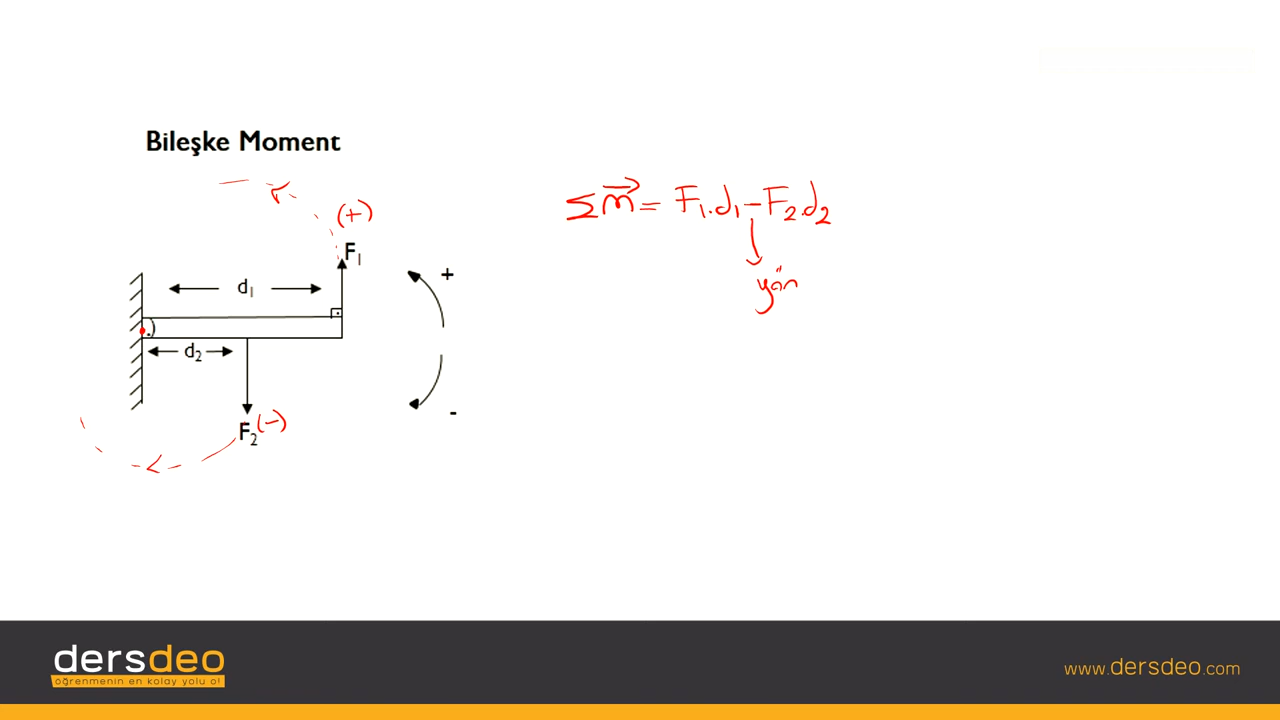 Bileşke Moment
ΣM⃗ = F₁.d₁ - F₂.d₂
yön
(+)
F₁
d₁
+
d₂
F₂ (-)
-
dersdeo
öğrenmenin en kolay yolu o!
www.dersdeo.com